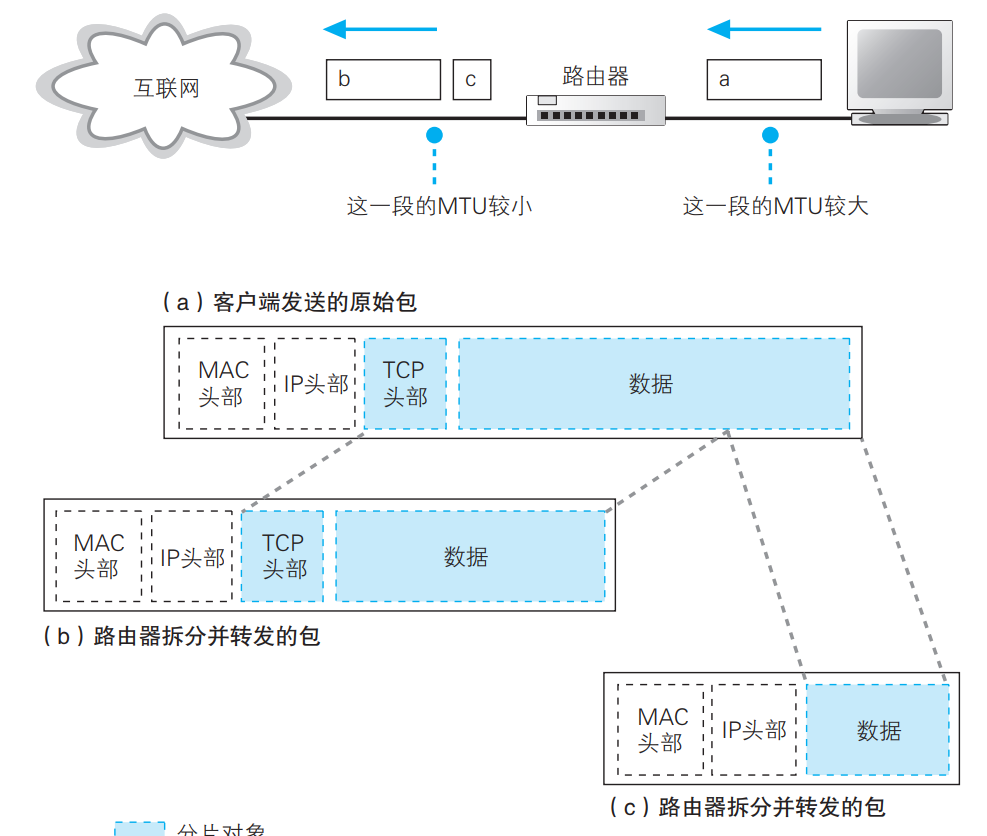 互联网
b
c
路由器
a
这一段的MTU较小
这一段的MTU较大
(a)客户端发送的原始包
MAC
头部
IP头部
TCP
头部
数据
MAC
头部
IP头部
TCP
头部
数据
(b)路由器拆分并转发的包
MAC
头部
IP头部
数据
(c)路由器拆分并转发的包
分片对象